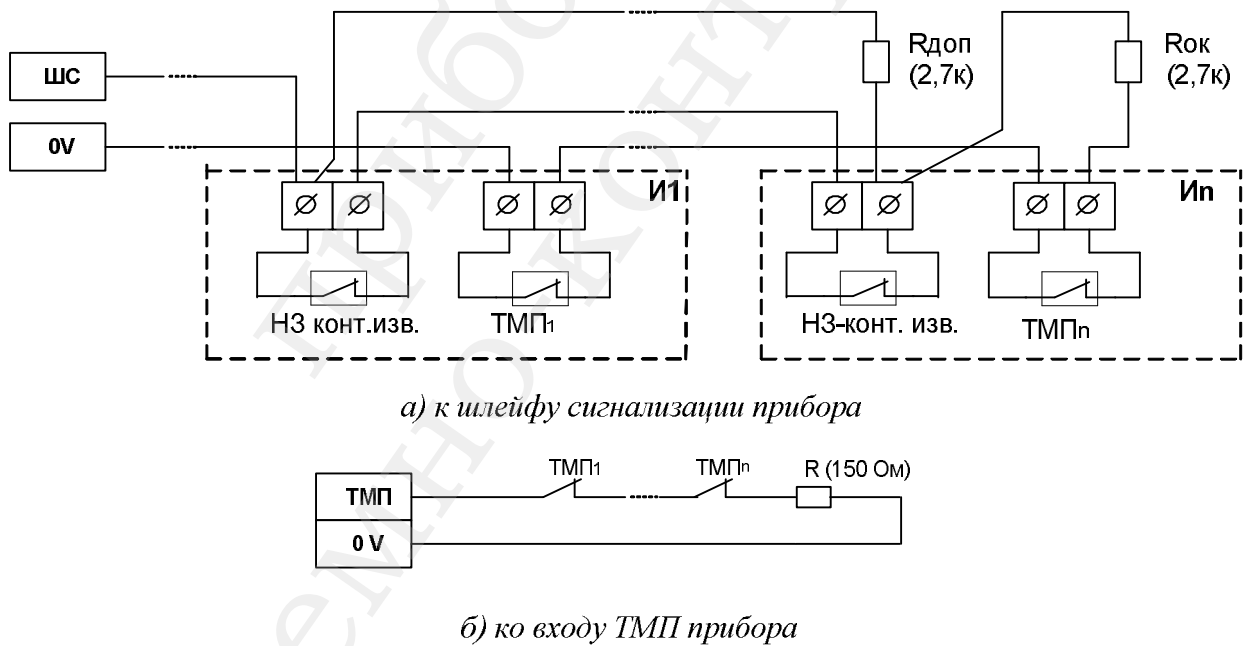 Rдоп
(2,7к)
Rок
(2,7к)
ШС
0V
И1
Иn
НЗ конт.изв.
ТМП1
НЗ-конт. изв.
ТМПn
а) к шлейфу сигнализации прибора
ТМП1
ТМПn
R (150 Ом)
ТМП
0 V
б) ко входу ТМП прибора